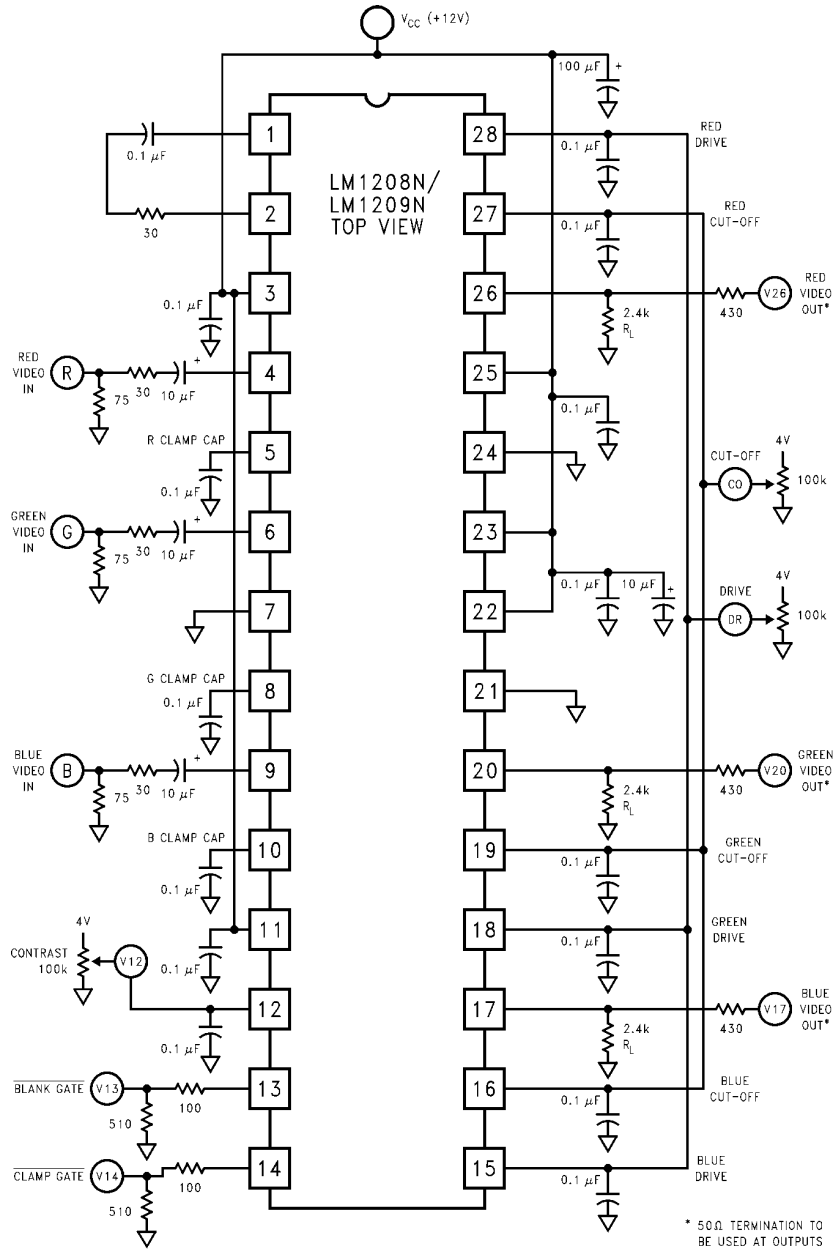 VCC (+12V)
100 μF +
0.1 μF
1
28
0.1 μF
RED
DRIVE
LM1208N/
LM1209N
TOP VIEW
30
2
27
0.1 μF
RED
CUT-OFF
0.1 μF
3
26
2.4k
RL
430
V26
RED
VIDEO
OUT*
RED
VIDEO
IN
R
75
30
10 μF
+
4
25
0.1 μF
R CLAMP CAP
0.1 μF
5
24
CUT-OFF
CO
4V
100k
GREEN
VIDEO
IN
G
75
30
10 μF
+
6
23
0.1 μF
10 μF
+
7
22
DRIVE
DR
4V
100k
G CLAMP CAP
0.1 μF
8
21
BLUE
VIDEO
IN
B
75
30
10 μF
+
9
20
2.4k
RL
430
V20
GREEN
VIDEO
OUT*
B CLAMP CAP
0.1 μF
10
19
0.1 μF
GREEN
CUT-OFF
4V
CONTRAST
100k
V12
0.1 μF
11
18
0.1 μF
GREEN
DRIVE
0.1 μF
12
17
2.4k
RL
430
V17
BLUE
VIDEO
OUT*
BLANK GATE
V13
510
100
13
16
0.1 μF
BLUE
CUT-OFF
CLAMP GATE
V14
510
100
14
15
0.1 μF
BLUE
DRIVE
* 50Ω TERMINATION TO
BE USED AT OUTPUTS